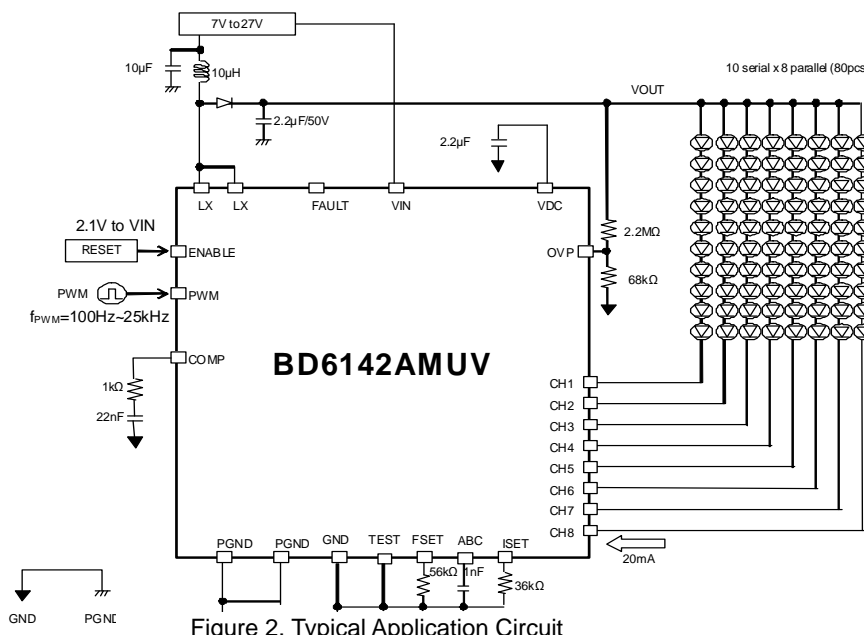 7V to 27V
10µF
10µH
10 serial x 8 parallel (80pcs
VOUT
2.2µF/50V
2.2µF
LX
LX
FAULT
VIN
VDC
2.1V to VIN
RESET
ENABLE
2.2MΩ
OVP
68kΩ
PWM
PWM
fPWM=100Hz~25kHz
COMP
BD6142AMUV
1kΩ
22nF
CH1
CH2
CH3
CH4
CH5
CH6
CH7
CH8
20mA
PGND
PGND
GND
TEST
FSET
ABC
ISET
56kΩ
1nF
36kΩ
GND
Figure 2. Typical Application Circuit